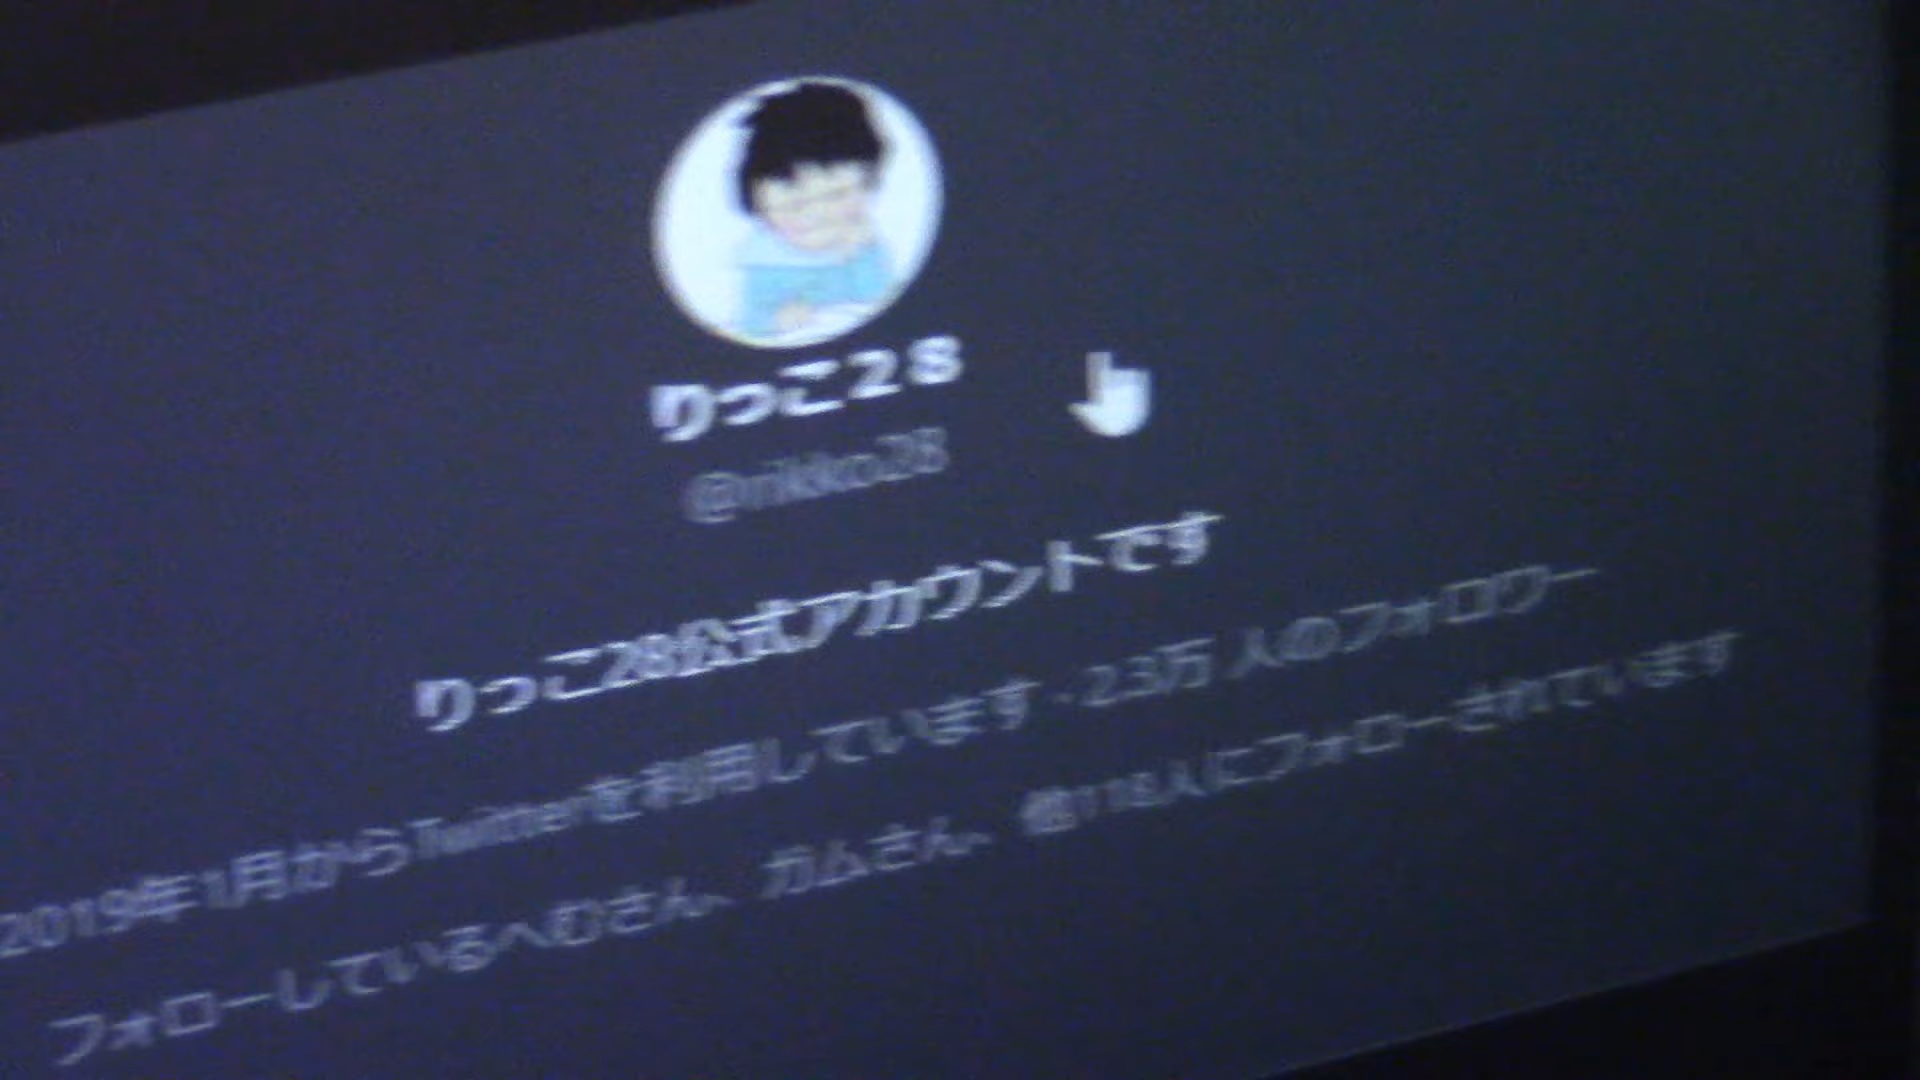 りっこ２８
@rikko28
りっこ28公式アカウントです
2019年1月からTwitterを利用しています · 2.3万 人のフォロワー
フォローしているへむさん、ガムさん、他118人にフォローされています